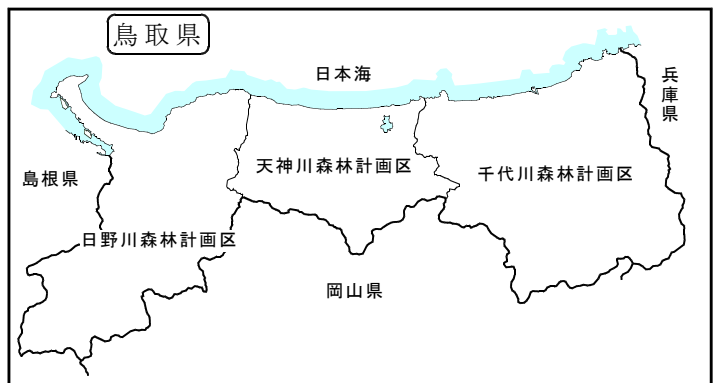 鳥取県
日本海
兵庫県
天神川森林計画区
千代川森林計画区
島根県
日野川森林計画区
岡山県